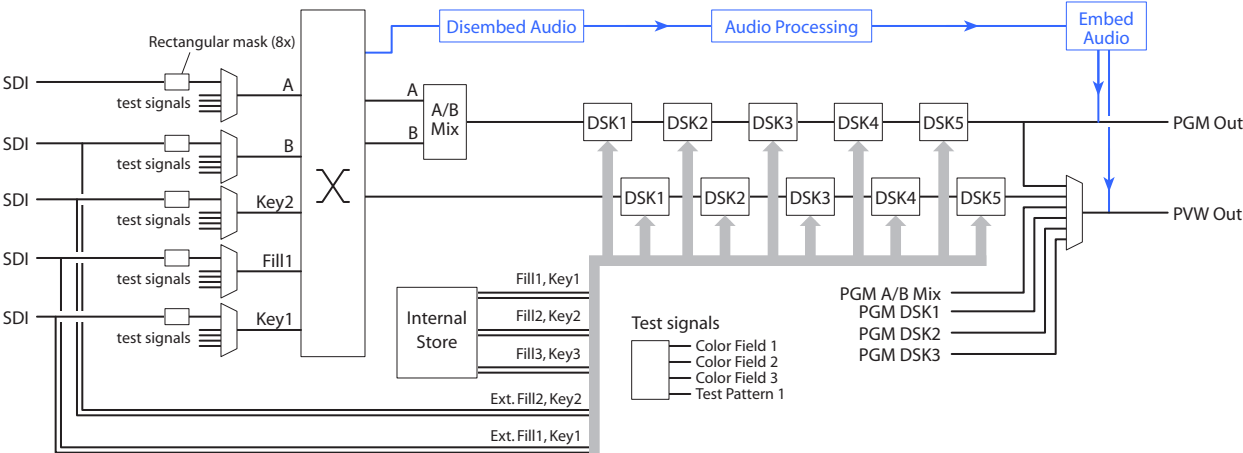 Disembed Audio
Audio Processing
Embed
Audio
Rectangular mask (8x)
SDI
test signals
A
SDI
test signals
B
SDI
test signals
Key2
SDI
test signals
Fill1
SDI
test signals
Key1
A
B
A/B
Mix
DSK1
DSK2
DSK3
DSK4
DSK5
PGM Out
DSK1
DSK2
DSK3
DSK4
DSK5
PVW Out
Internal
Store
Fill1, Key1
Fill2, Key2
Fill3, Key3
Ext. Fill2, Key2
Ext. Fill1, Key1
Test signals
Color Field 1
Color Field 2
Color Field 3
Test Pattern 1
PGM A/B Mix
PGM DSK1
PGM DSK2
PGM DSK3